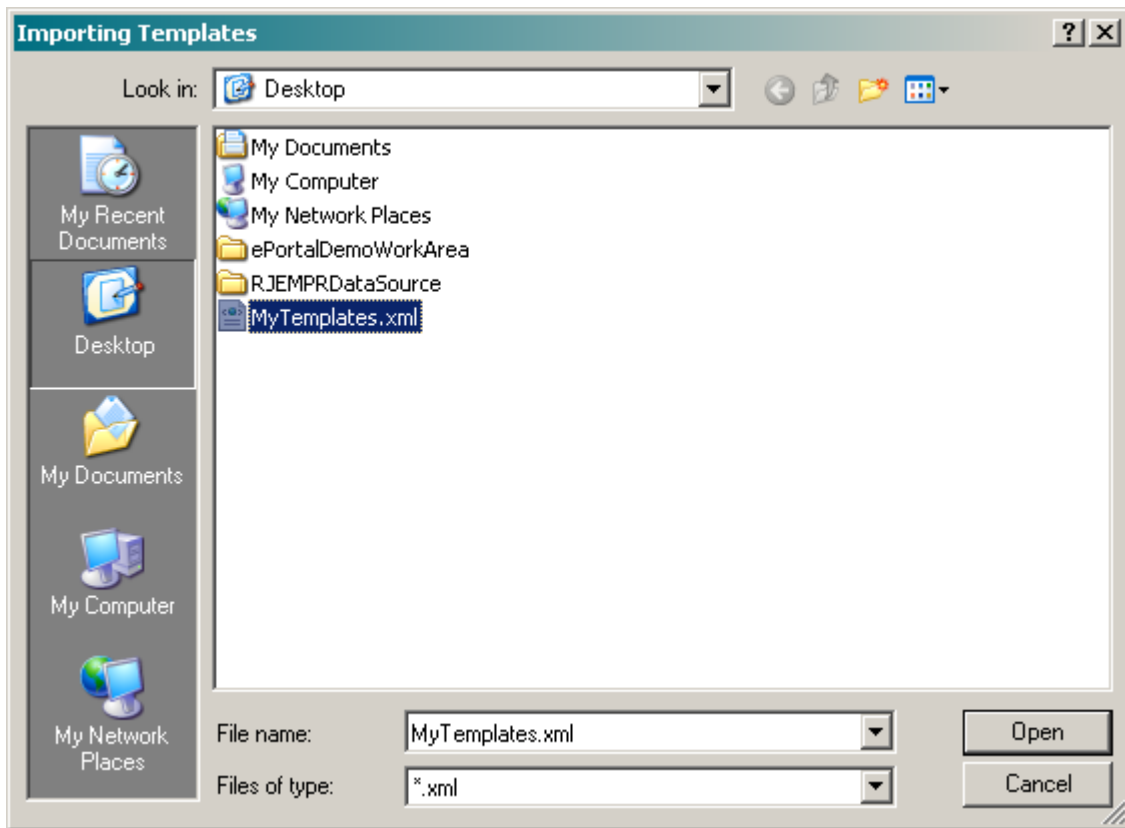 Importing Templates
Look in: Desktop
My Documents
My Computer
My Network Places
ePortalDemoWorkArea
RJEMPRDataSource
MyTemplates.xml
My Recent
Documents
Desktop
My Documents
My Computer
My Network
Places
File name: MyTemplates.xml Open
Files of type: *.xml Cancel